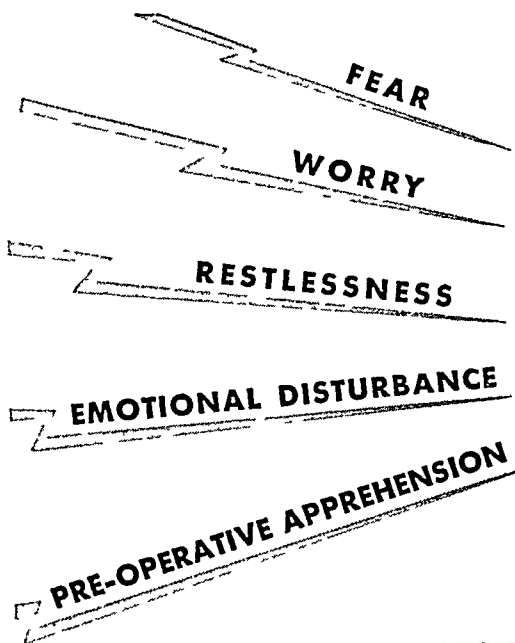 FEAR
WORRY
RESTLESSNESS
EMOTIONAL DISTURBANCE
PRE-OPERATIVE APPREHENSION